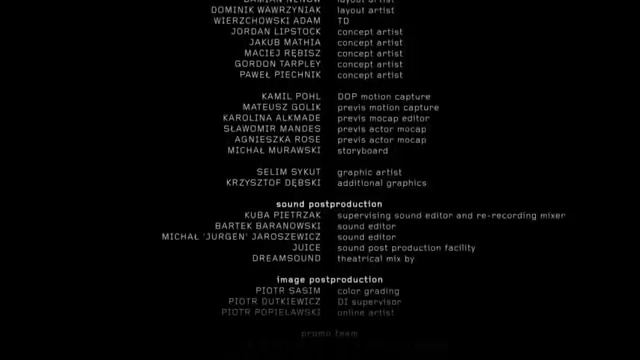 DAMIAN NENOW layout artist
DOMINIK WAWRZYNIAK layout artist
WIERZCHOWSKI ADAM TD
JORDAN LIPSTOCK concept artist
JAKUB MATHIA concept artist
MACIEJ RĘBISZ concept artist
GORDON TARPLEY concept artist
PAWEŁ PIECHNIK concept artist
KAMIL POHL DOP motion capture
MATEUSZ GOLIK previs motion capture
KAROLINA ALKMADE previs mocap editor
SŁAWOMIR MANDES previs actor mocap
AGNIESZKA ROSE previs actor mocap
MICHAŁ MURAWSKI storyboard
SELIM SYKUT graphic artist
KRZYSZTOF DĘBSKI additional graphics
sound postproduction
KUBA PIETRZAK supervising sound editor and re-recording mixer
BARTEK BARANOWSKI sound editor
MICHAŁ 'JURGEN' JAROSZEWICZ sound editor
JUICE sound post production facility
DREAMSOUND theatrical mix by
image postproduction
PIOTR SASIM color grading
PIOTR DUTKIEWICZ DI supervisor
PIOTR POPIELAWSKI online artist
promo team